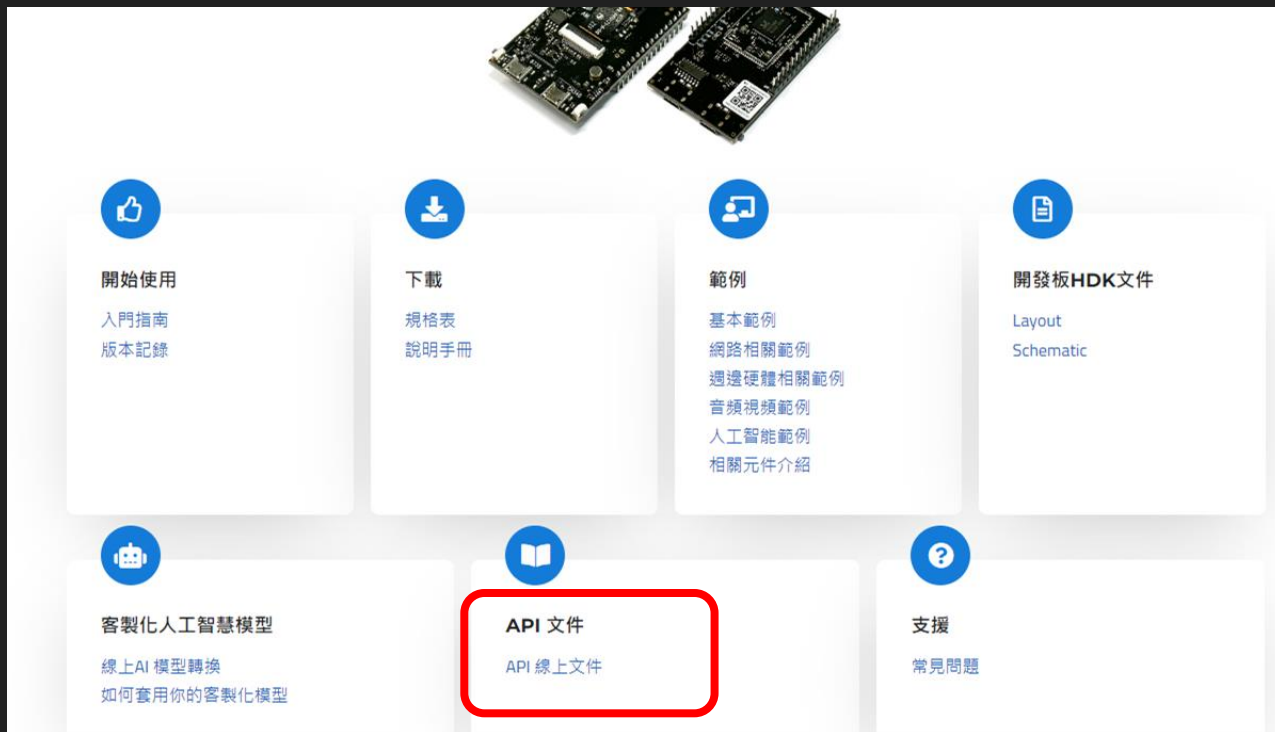 開始使用
入門指南
版本記錄
下載
規格表
說明手冊
範例
基本範例
網路相關範例
週邊硬體相關範例
音頻視頻範例
人工智能範例
相關元件介紹
開發板HDK文件
Layout
Schematic
客製化人工智慧模型
線上AI 模型轉換
如何套用你的客製化模型
API 文件
API 線上文件
支援
常見問題